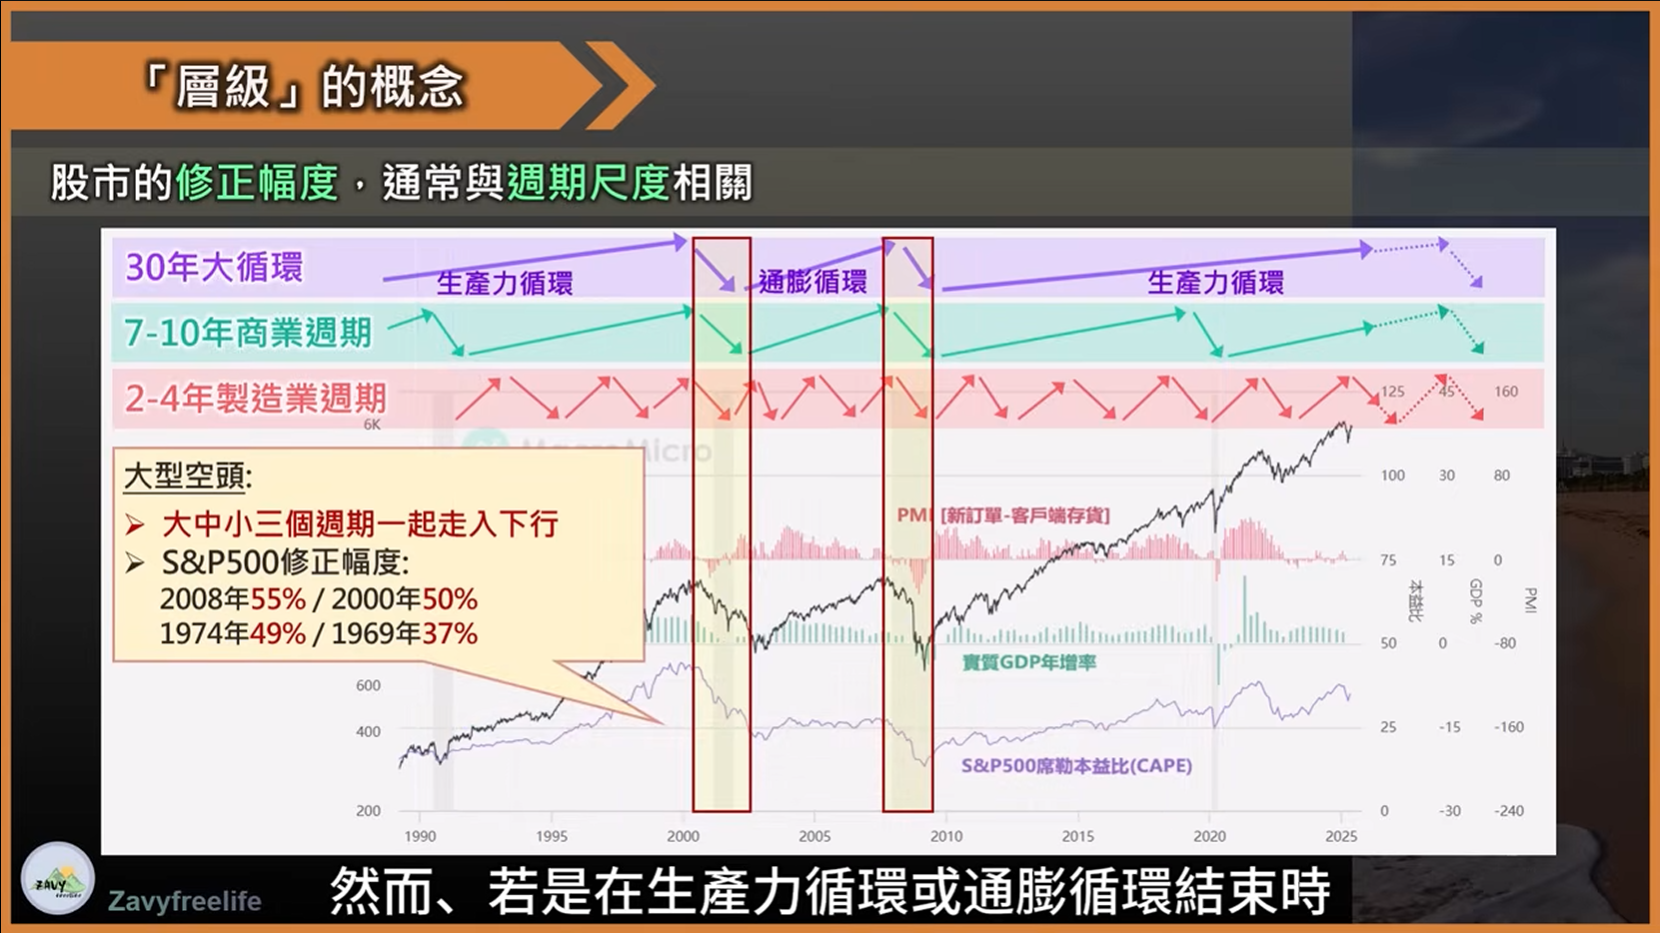 「層級」的概念
股市的修正幅度，通常與週期尺度相關
30年大循環
生產力循環
通膨循環
生產力循環
7-10年商業週期
2-4年製造業週期
6K
125
45
160
大型空頭:
大中小三個週期一起走入下行
S&P500修正幅度:
2008年55% / 2000年50%
1974年49% / 1969年37%
PMI [新訂單-客戶端存貨]
100
30
80
75
15
0
本益比
GDP %
PMI
50
0
-80
實質GDP年增率
600
400
25
-15
-160
S&P500席勒本益比(CAPE)
200
0
-30
-240
1990
1995
2000
2005
2010
2015
2020
2025
ZAVY
Zavyfreelife
然而、若是在生產力循環或通膨循環結束時